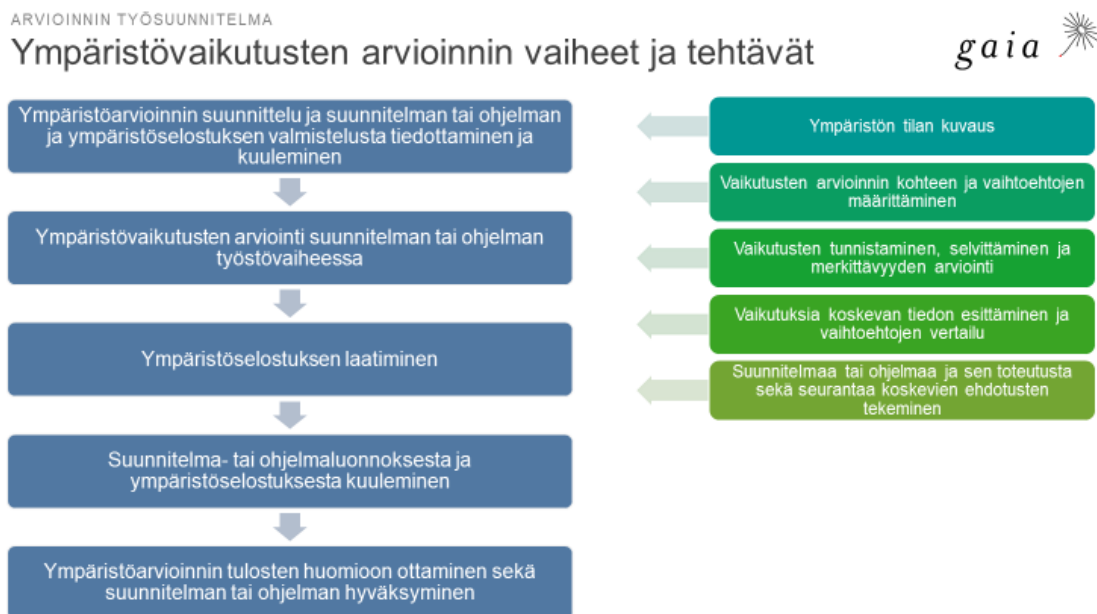 ARVIOINNIN TYÖSUUNNITELMA
Ympäristövaikutusten arvioinnin vaiheet ja tehtävät
gaia
Ympäristöarvioinnin suunnittelu ja suunnitelman tai ohjelman
ja ympäristöselostuksen valmistelusta tiedottaminen ja
kuuleminen
Ympäristövaikutusten arviointi suunnitelman tai ohjelman
työstövaiheessa
Ympäristöselostuksen laatiminen
Suunnitelma- tai ohjelmaluonnoksesta ja
ympäristöselostuksesta kuuleminen
Ympäristöarvioinnin tulosten huomioon ottaminen sekä
suunnitelman tai ohjelman hyväksyminen
Ympäristön tilan kuvaus
Vaikutusten arvioinnin kohteen ja vaihtoehtojen
määrittäminen
Vaikutusten tunnistaminen, selvittäminen ja
merkittävyyden arviointi
Vaikutuksia koskevan tiedon esittäminen ja
vaihtoehtojen vertailu
Suunnitelmaa tai ohjelmaa ja sen toteutusta
sekä seurantaa koskevien ehdotusten
tekeminen